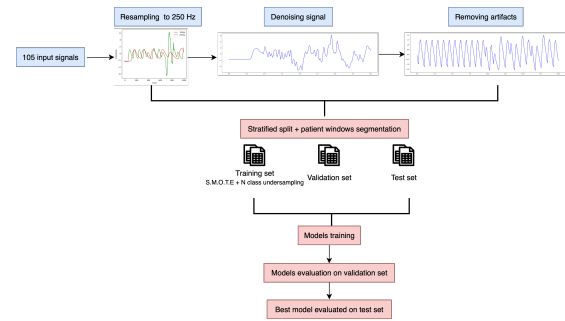 Resampling to 250 Hz
Denoising signal
Removing artifacts
105 input signals
Stratified split + patient windows segmentation
Training set
S.M.O.T.E + N class undersampling
Validation set
Test set
Models training
Models evaluation on validation set
Best model evaluated on test set